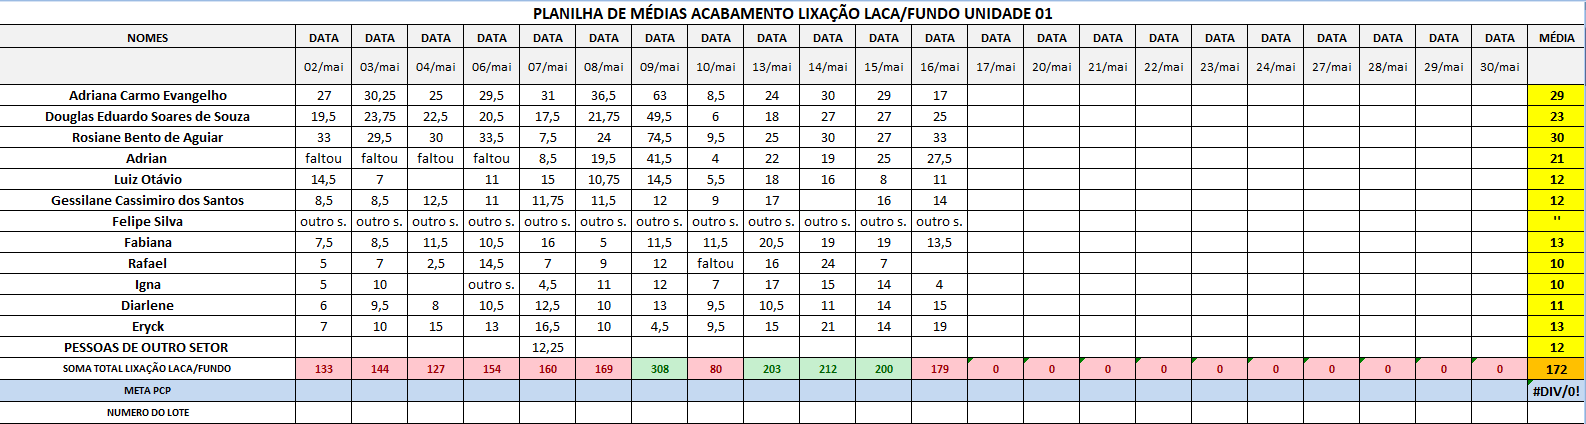 PLANILHA DE MÉDIAS ACABAMENTO LIXAÇÃO LACA/FUNDO UNIDADE 01
NOMES DATA DATA DATA DATA DATA DATA DATA DATA DATA DATA DATA DATA DATA DATA DATA DATA DATA DATA DATA DATA DATA DATA MÉDIA
02/mai 03/mai 04/mai 06/mai 07/mai 08/mai 09/mai 10/mai 13/mai 14/mai 15/mai 16/mai 17/mai 20/mai 21/mai 22/mai 23/mai 24/mai 27/mai 28/mai 29/mai 30/mai
Adriana Carmo Evangelho 27 30,25 25 29,5 31 36,5 63 8,5 24 30 29 17 29
Douglas Eduardo Soares de Souza 19,5 23,75 22,5 20,5 17,5 21,75 49,5 6 18 27 27 25 23
Rosiane Bento de Aguiar 33 29,5 30 33,5 7,5 24 74,5 9,5 25 30 27 33 30
Adrian faltou faltou faltou faltou 8,5 19,5 41,5 4 22 19 25 27,5 21
Luiz Otávio 14,5 7 11 15 10,75 14,5 5,5 18 16 8 11 12
Gessilane Cassimiro dos Santos 8,5 8,5 12,5 11 11,75 11,5 12 9 17 16 14 12
Felipe Silva outro s. outro s. outro s. outro s. outro s. outro s. outro s. outro s. outro s. outro s. outro s. outro s. ''
Fabiana 7,5 8,5 11,5 10,5 16 5 11,5 11,5 20,5 19 19 13,5 13
Rafael 5 7 2,5 14,5 7 9 12 faltou 16 24 7 10
Igna 5 10 outro s. 4,5 11 12 7 17 15 14 4 10
Diarlene 6 9,5 8 10,5 12,5 10 13 9,5 10,5 11 14 15 11
Eryck 7 10 15 13 16,5 10 4,5 9,5 15 21 14 19 13
PESSOAS DE OUTRO SETOR 12,25 12
SOMA TOTAL LIXAÇÃO LACA/FUNDO 133 144 127 154 160 169 308 80 203 212 200 179 0 0 0 0 0 0 0 0 0 0 172
META PCP #DIV/0!
NUMERO DO LOTE